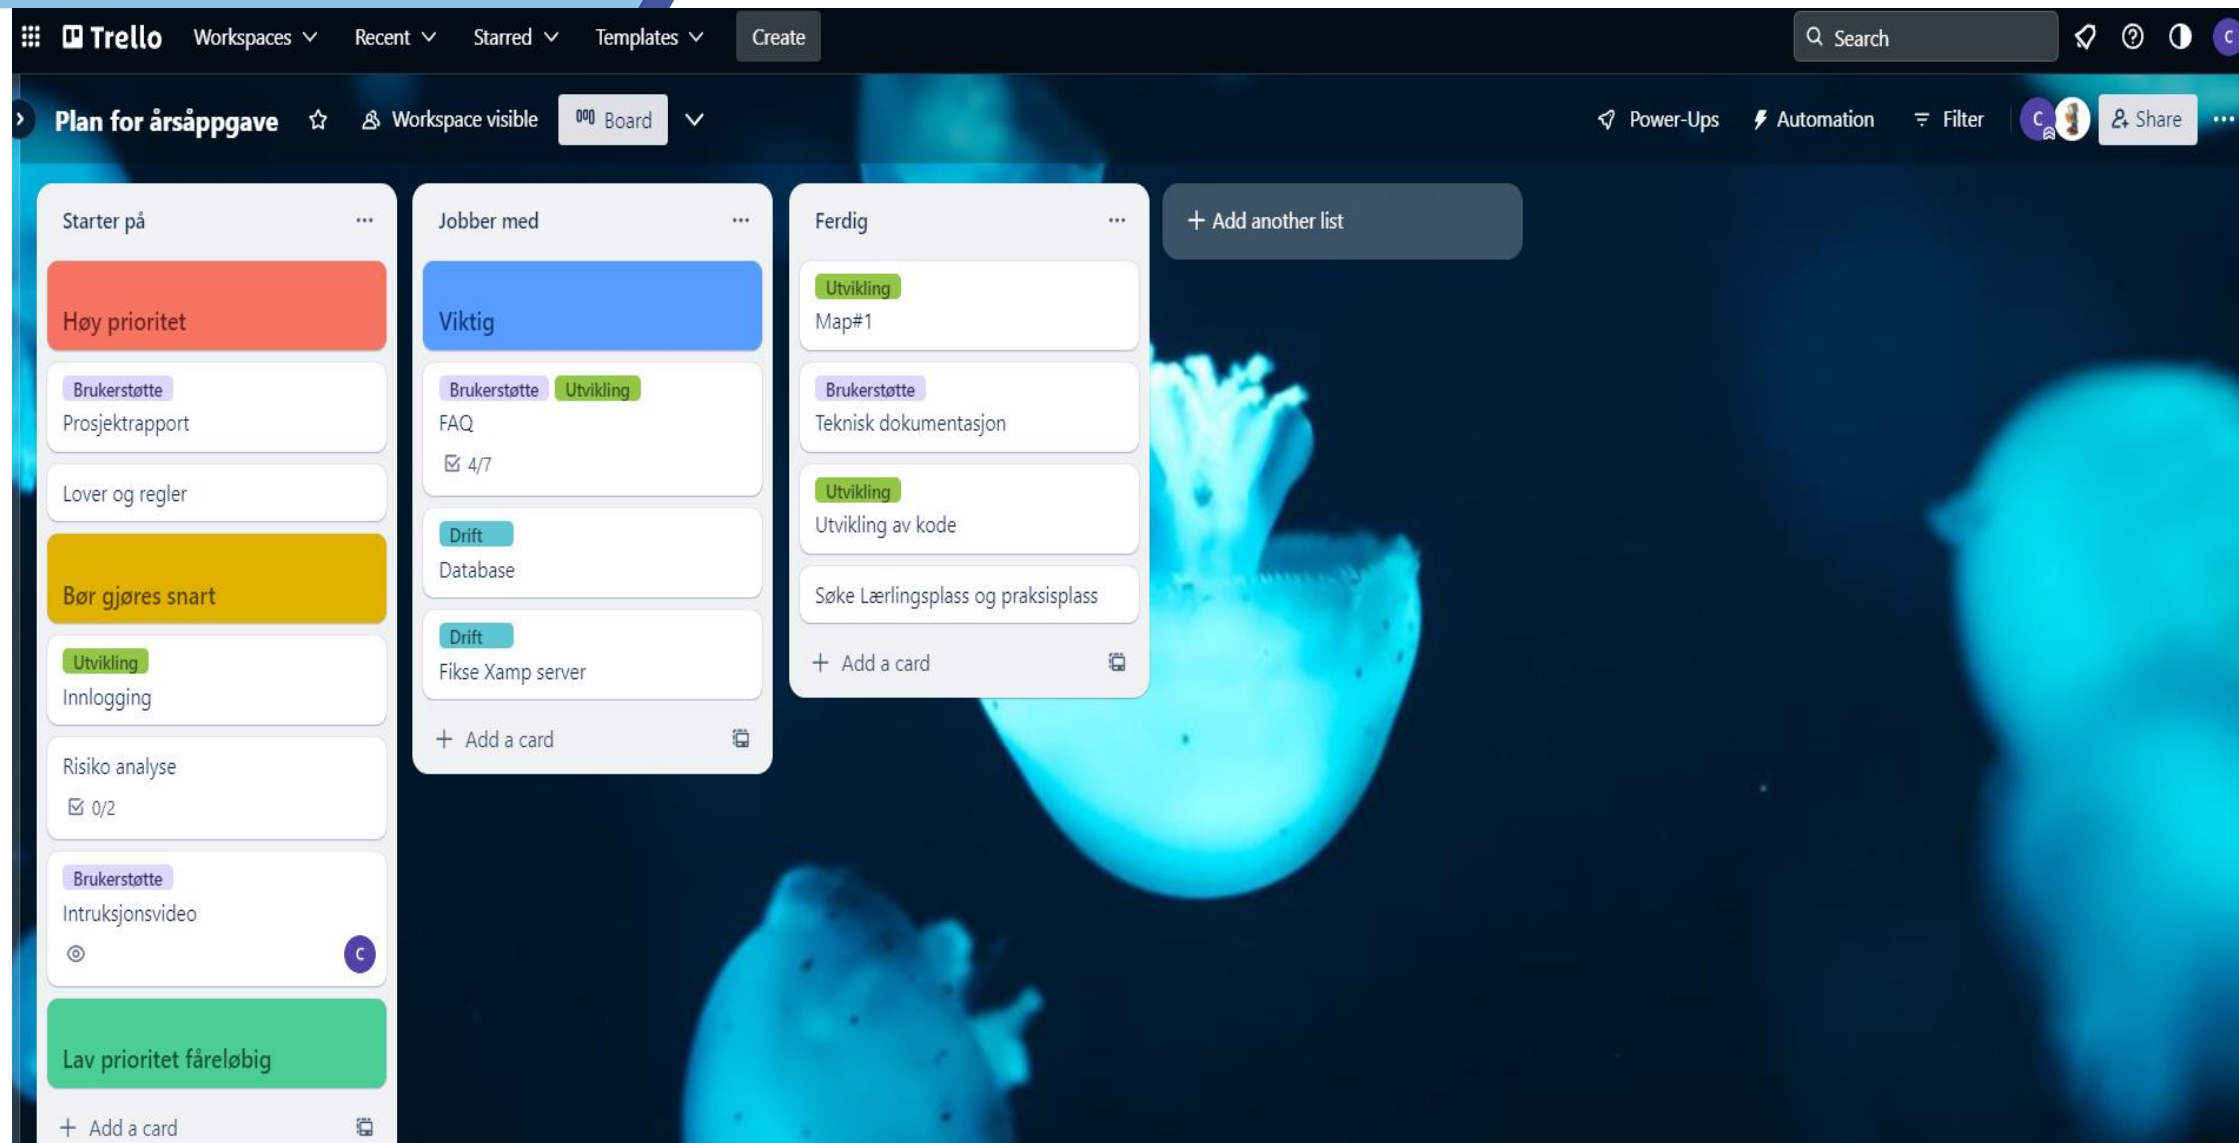 Trello Workspaces Recent Starred Templates Create Search C
Plan for årsåppgave Workspace visible Board Power-Ups Automation Filter C Share
Starter på
Høy prioritet
Brukerstøtte
Prosjektrapport
Lover og regler
Bør gjøres snart
Utvikling
Innlogging
Risiko analyse
0/2
Brukerstøtte
Intruksjonsvideo
C
Lav prioritet fåreløbig
+ Add a card
Jobber med
Viktig
Brukerstøtte Utvikling
FAQ
4/7
Drift
Database
Drift
Fikse Xamp server
+ Add a card
Ferdig
Utvikling
Map#1
Brukerstøtte
Teknisk dokumentasjon
Utvikling
Utvikling av kode
Søke Lærlingsplass og praksisplass
+ Add a card
+ Add another list